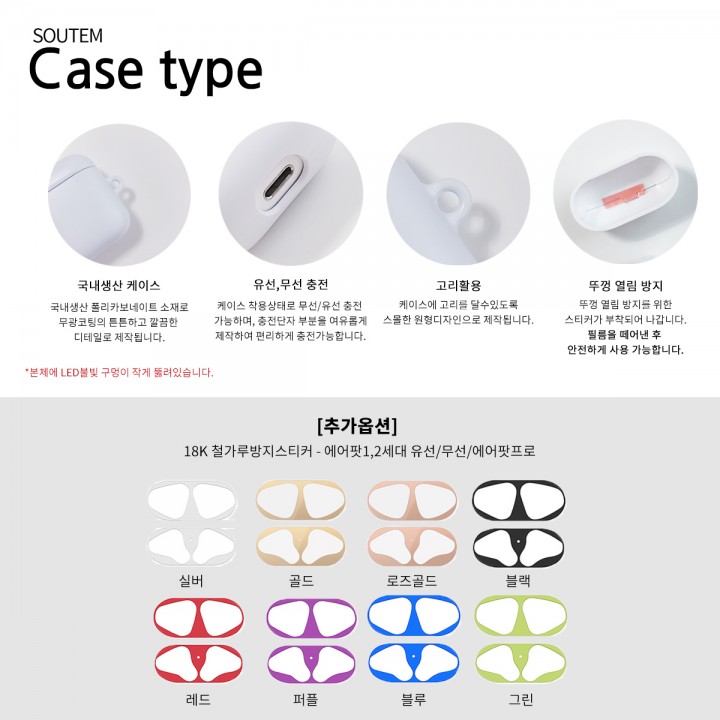 SOUTEM
Case type
국내생산 케이스
국내생산 폴리카보네이트 소재로
무광코팅의 튼튼하고 깔끔한
디테일로 제작됩니다.
유선,무선 충전
케이스 착용상태로 무선/유선 충전
가능하며, 충전단자 부분을 여유롭게
제작하여 편리하게 충전가능합니다.
고리활용
케이스에 고리를 달수있도록
스몰한 원형디자인으로 제작됩니다.
뚜껑 열림 방지
뚜껑 열림 방지를 위한
스티커가 부착되어 나갑니다.
필름을 떼어낸 후
안전하게 사용 가능합니다.
*본체에 LED불빛 구멍이 작게 뚫려있습니다.
[추가옵션]
18K 철가루방지스티커 - 에어팟1,2세대 유선/무선/에어팟프로
실버
골드
로즈골드
블랙
레드
퍼플
블루
그린